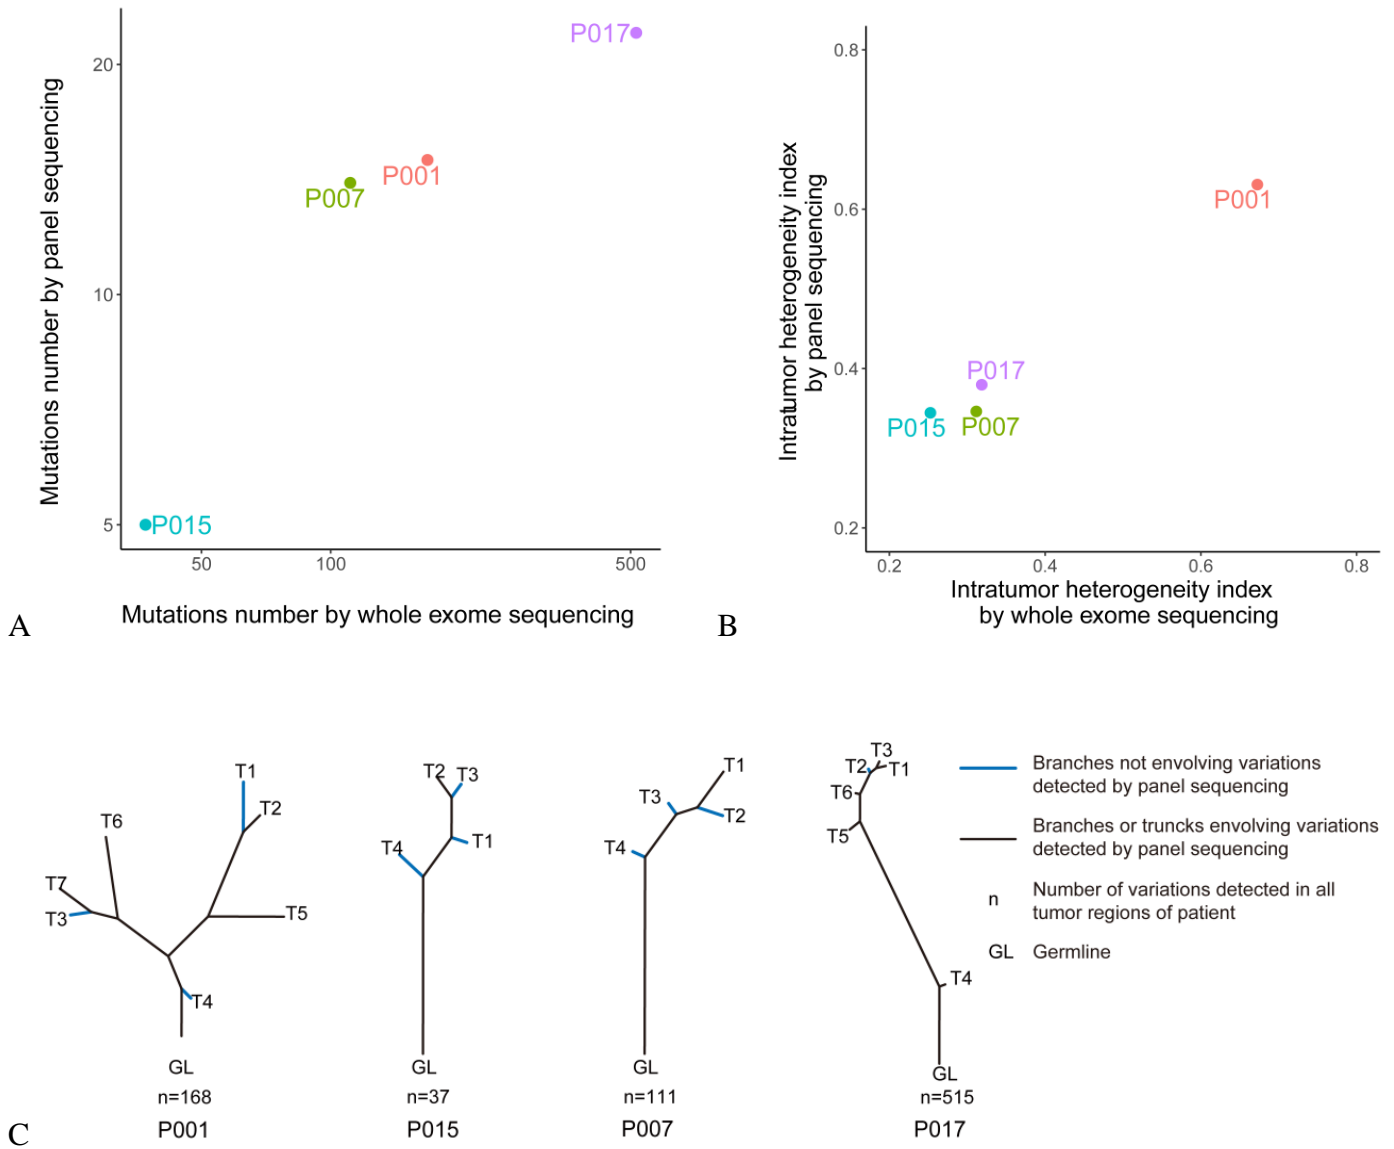 Mutations number by panel sequencing
20
10
5
P017
P001
P007
P015
50
100
500
Mutations number by whole exome sequencing
A
Intratumor heterogeneity index
by panel sequencing
0.8
0.6
0.4
0.2
P001
P017
P015
P007
0.2
0.4
0.6
0.8
Intratumor heterogeneity index
by whole exome sequencing
B
T1
T2
T6
T7
T3
T5
T4
GL
n=168
P001
T2
T3
T1
T4
GL
n=37
P015
T1
T3
T2
T4
GL
n=111
P007
T3
T2
T1
T6
T5
T4
GL
n=515
P017
Branches not envolving variations
detected by panel sequencing
Branches or truncks envolving variations
detected by panel sequencing
n
Number of variations detected in all
tumor regions of patient
GL
Germline
C